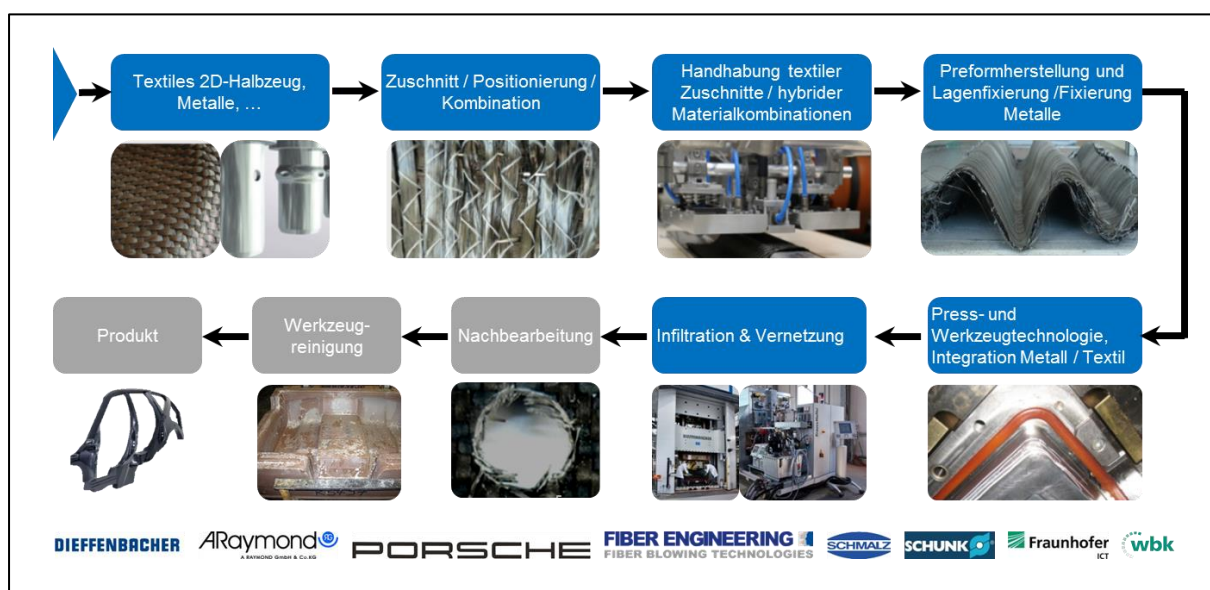 Textiles 2D-Halbzeug,
Metalle, …
Zuschnitt / Positionierung /
Kombination
Handhabung textiler
Zuschnitte / hybrider
Materialkombinationen
Preformherstellung und
Lagenfixierung /Fixierung
Metalle
Produkt
Werkzeug-
reinigung
Nachbearbeitung
Infiltration & Vernetzung
Press- und
Werkzeugtechnologie,
Integration Metall / Textil
DIEFFENBACHER
ARaymond
A RAYMOND GmbH & Co.KG
PORSCHE
FIBER ENGINEERING
FIBER BLOWING TECHNOLOGIES
SCHMALZ
SCHUNK
Fraunhofer
ICT
wbk